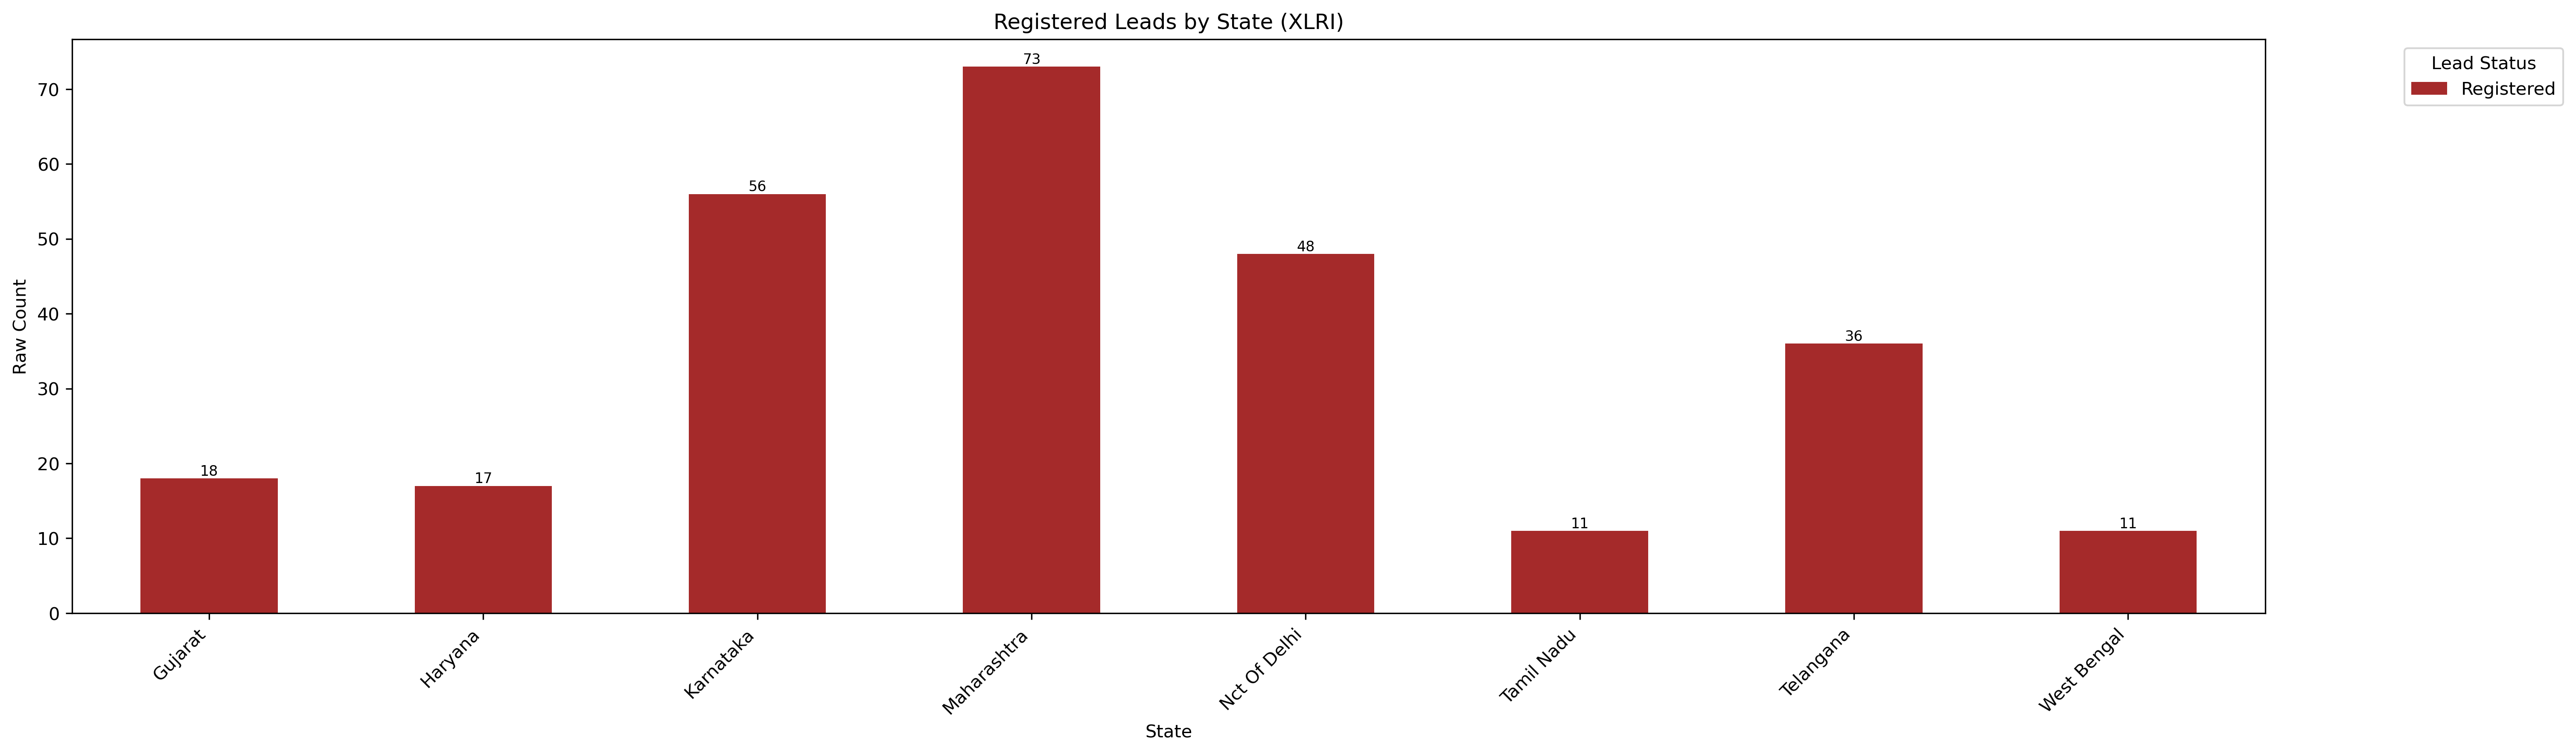 Registered Leads by State (XLRI)
Lead Status
Registered
Raw Count
70
60
50
40
30
20
10
0
18
17
56
73
48
11
36
11
Gujarat
Haryana
Karnataka
Maharashtra
Nct Of Delhi
Tamil Nadu
Telangana
West Bengal
State